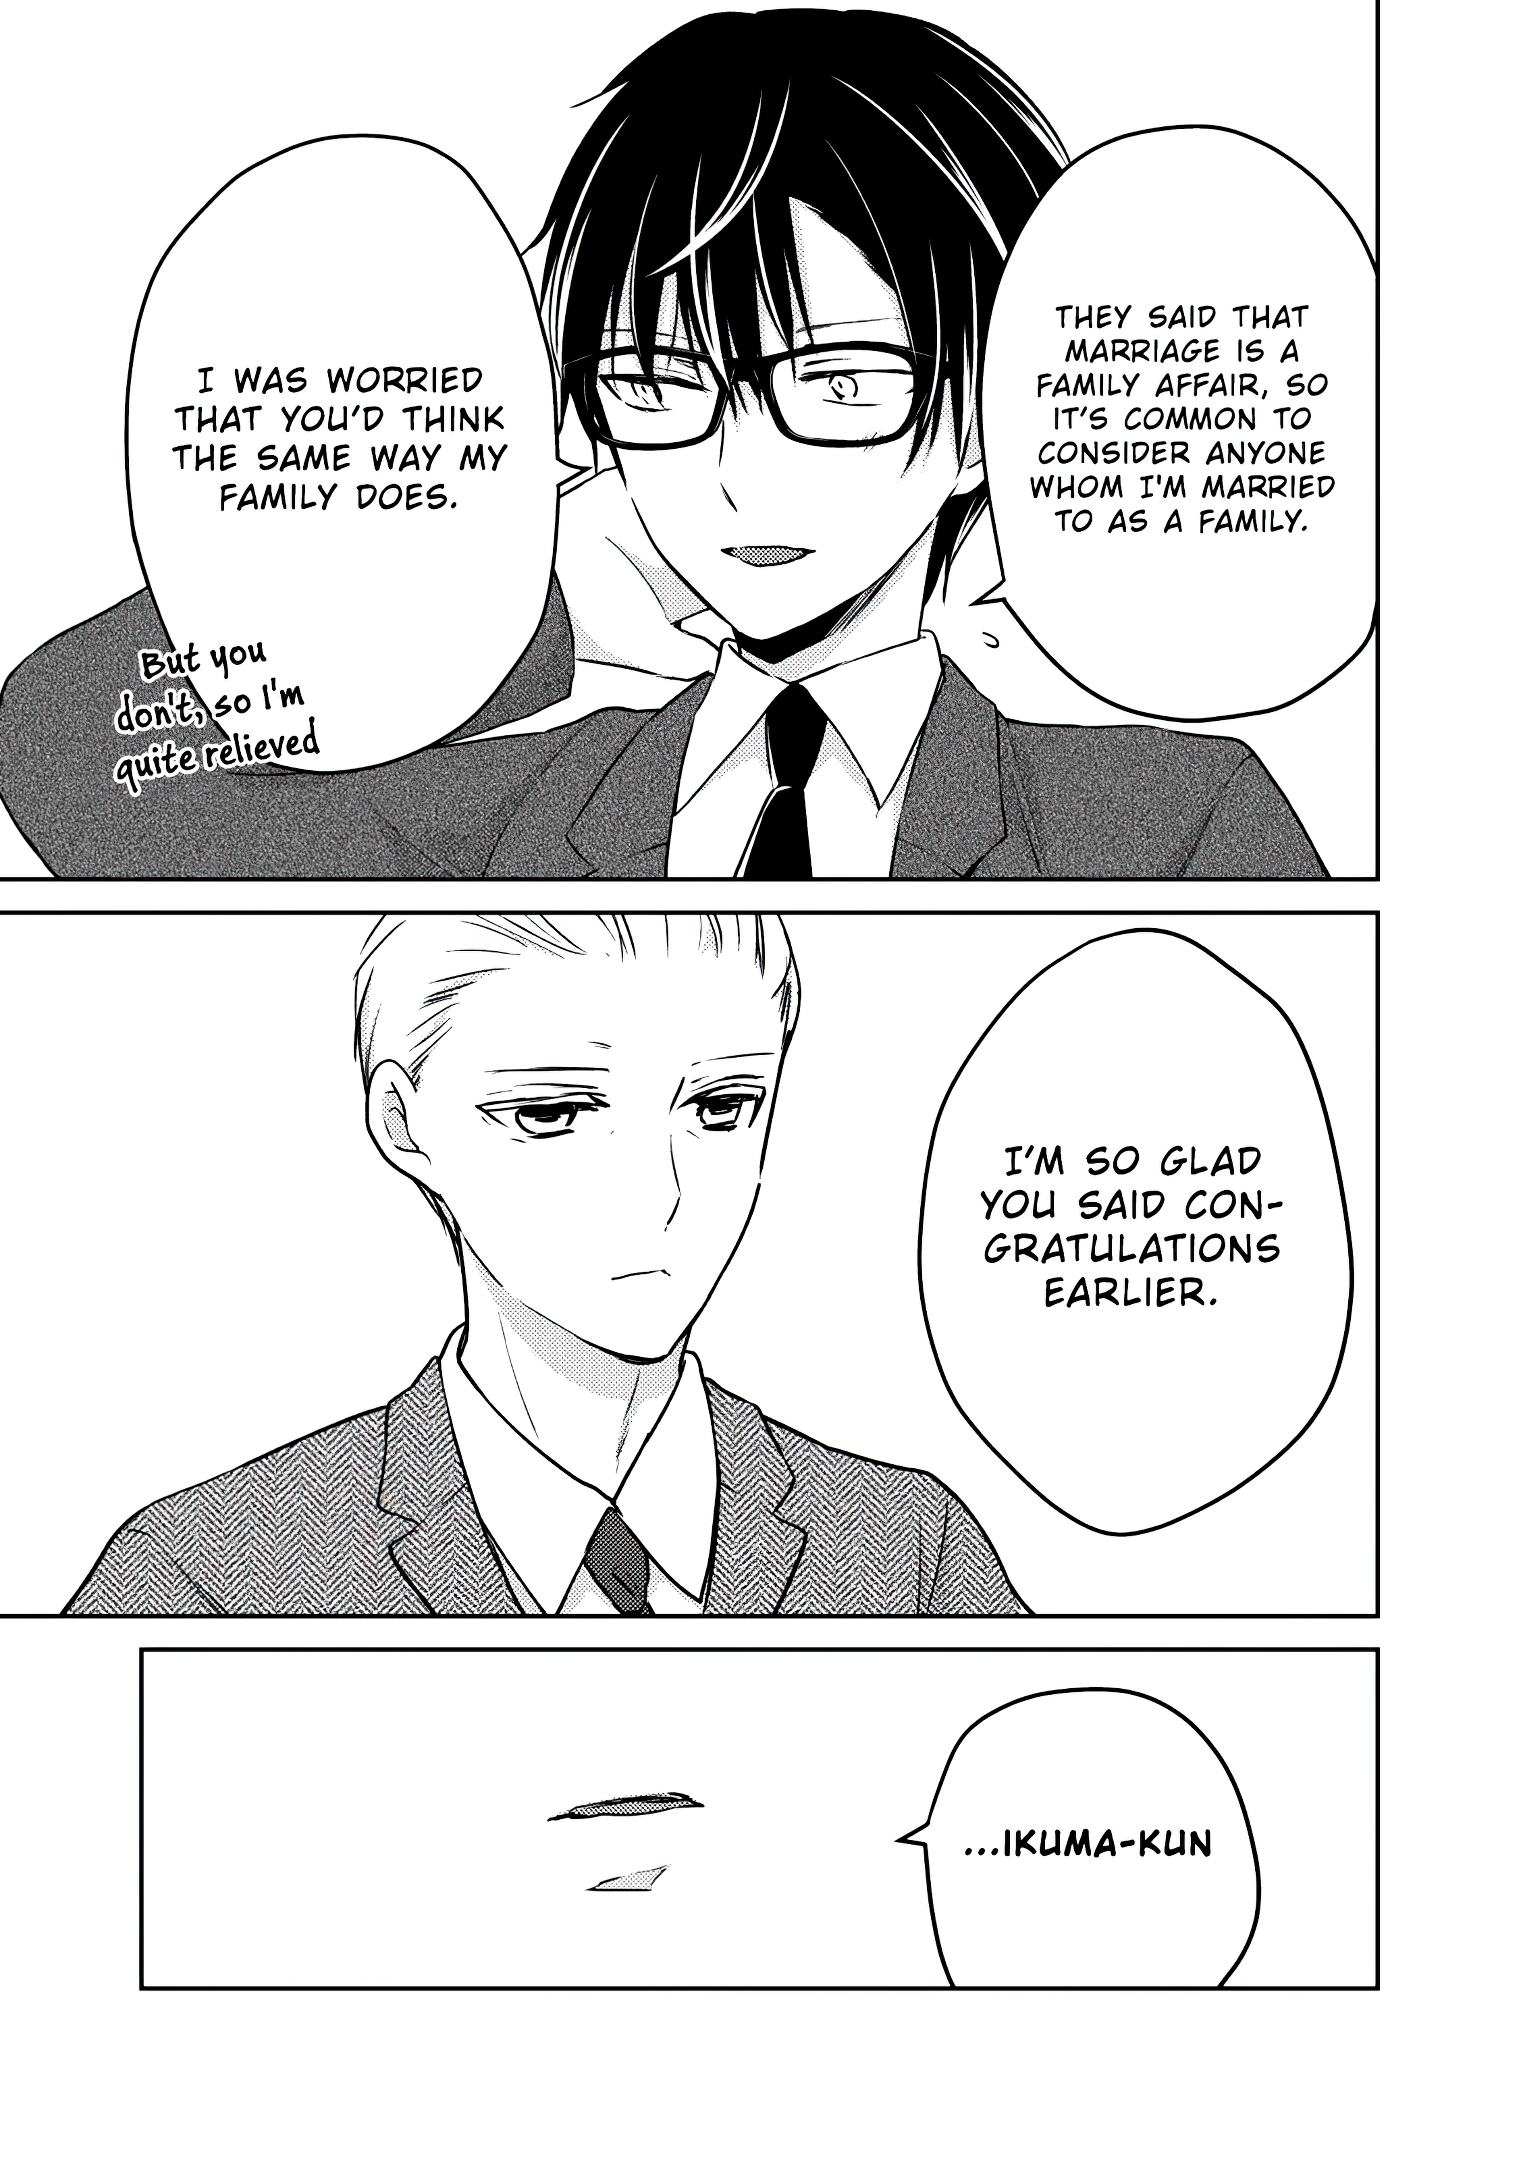 THEY SAID THAT
MARRIAGE IS A
FAMILY AFFAIR, SO
IT'S COMMON TO
CONSIDER ANYONE
WHOM I'M MARRIED
TO AS A FAMILY.
I WAS WORRIED
THAT YOU'D THINK
THE SAME WAY MY
FAMILY DOES.
But you
don't, so I'm
quite relieved
I'M SO GLAD
YOU SAID CON-
GRATULATIONS
EARLIER.
...IKUMA-KUN